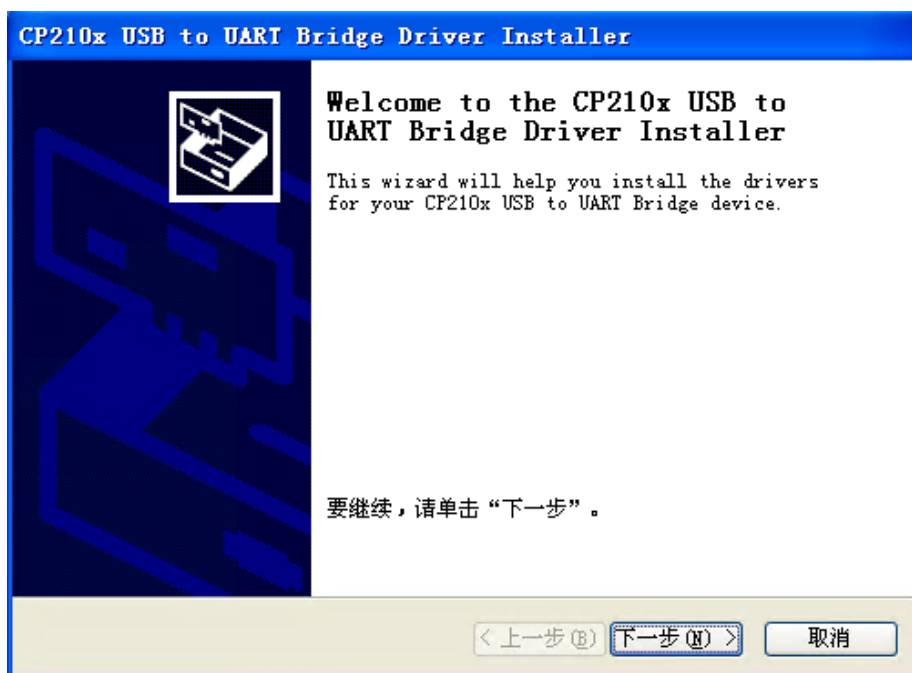 CP210x USB to UART Bridge Driver Installer
Welcome to the CP210x USB to
UART Bridge Driver Installer
This wizard will help you install the drivers
for your CP210x USB to UART Bridge device.
要继续，请单击“下一步”。
< 上一步(B) 下一步(N) > 取消